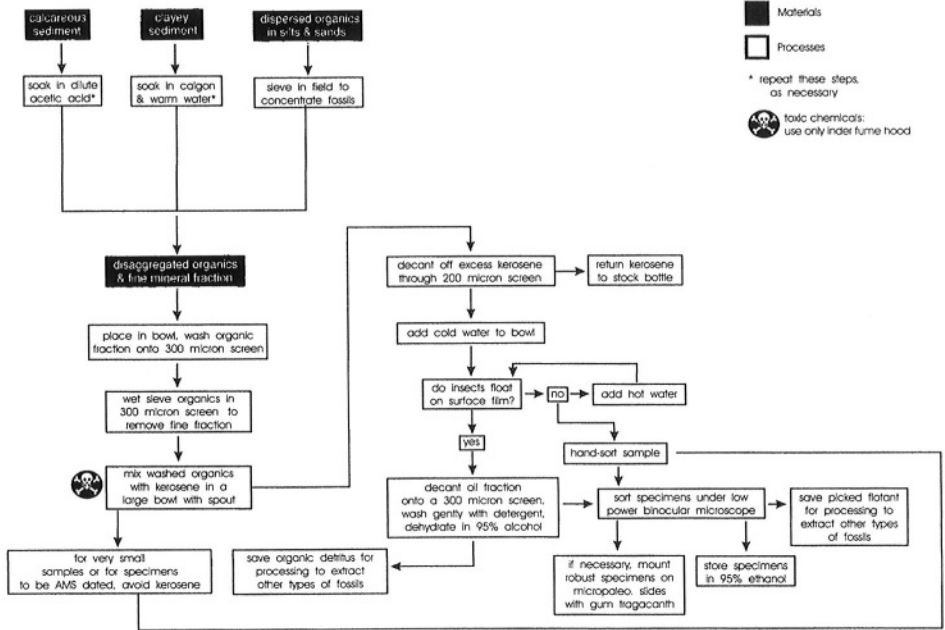 calcareous
sediment
clayey
sediment
dispersed organics
in silts & sands
Materials
Processes
* repeat these steps,
as necessary
toxic chemicals:
use only inder fume hood
soak in dilute
acetic acid*
soak in calgon
& warm water*
sieve in field to
concentrate fossils
disaggregated organics
& fine mineral fraction
place in bowl, wash organic
fraction onto 300 micron screen
wet sieve organics in
300 micron screen to
remove fine fraction
mix washed organics
with kerosene in a
large bowl with spout
for very small
samples or for specimens
to be AMS dated, avoid kerosene
decant off excess kerosene
through 200 micron screen
return kerosene
to stock bottle
add cold water to bowl
do insects float
on surface film?
no
add hot water
yes
hand-sort sample
decant oil fraction
onto a 300 micron screen,
wash gently with detergent,
dehydrate in 95% alcohol
sort specimens under low
power binocular microscope
save picked flotant
for processing to
extract other types of
fossils
save organic detritus for
processing to extract
other types of fossils
if necessary, mount
robust specimens on
micropaleo. slides
with gum tragacanth
store specimens
in 95% ethanol